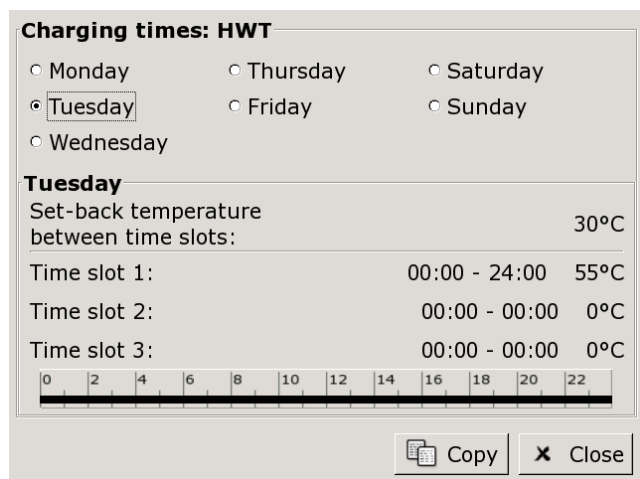 Charging times: HWT
Monday Thursday Saturday
Tuesday Friday Sunday
Wednesday
Tuesday
Set-back temperature
between time slots: 30°C
Time slot 1: 00:00 - 24:00 55°C
Time slot 2: 00:00 - 00:00 0°C
Time slot 3: 00:00 - 00:00 0°C
0 2 4 6 8 10 12 14 16 18 20 22
Copy Close